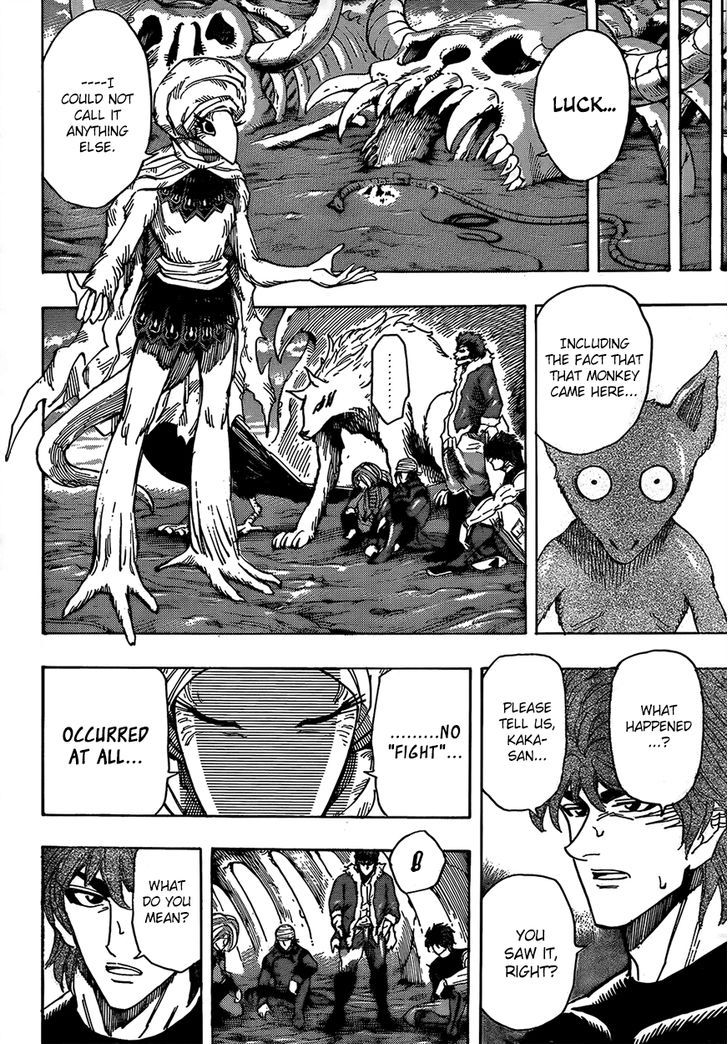 LUCK...
----I
COULD NOT
CALL IT
ANYTHING
ELSE.
INCLUDING
THE FACT THAT
THAT MONKEY
CAME HERE...
.......
WHAT
HAPPENED
...?
PLEASE
TELL US,
KAKA-
SAN...
YOU
SAW IT,
RIGHT?
.........NO
"FIGHT"...
OCCURRED
AT ALL...
!
WHAT
DO YOU
MEAN?